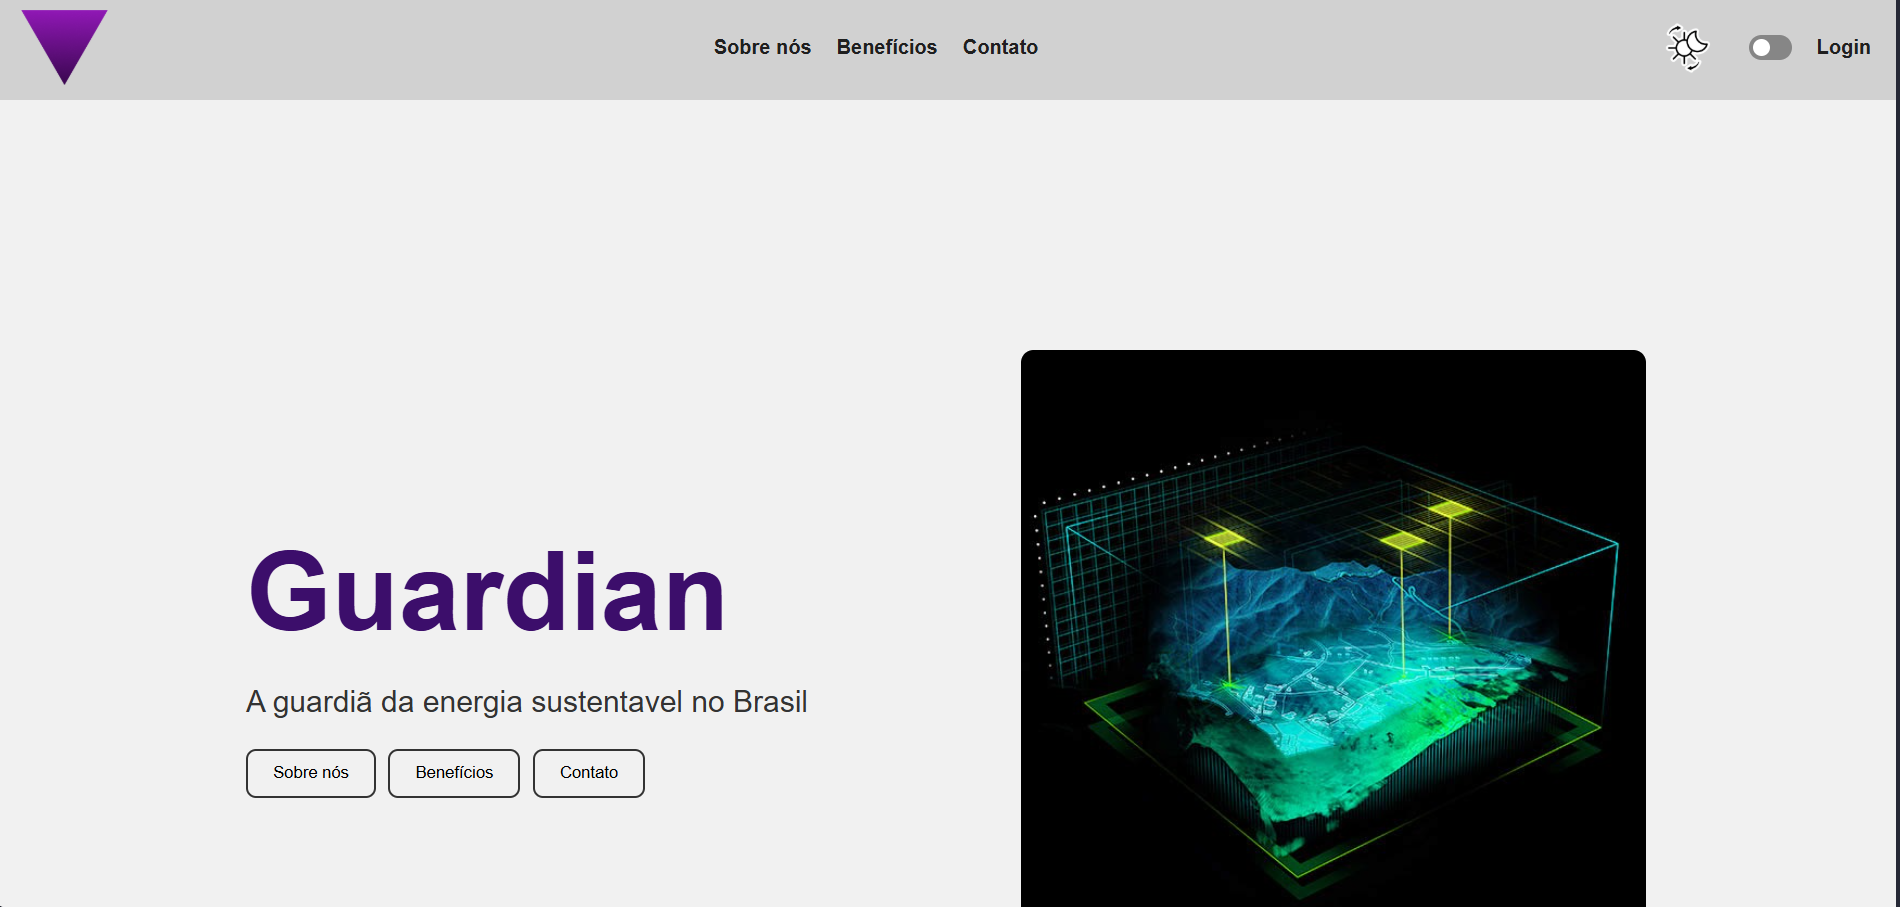 Sobre nós Benefícios Contato Login
Guardian
A guardiã da energia sustentavel no Brasil
Sobre nós Benefícios Contato